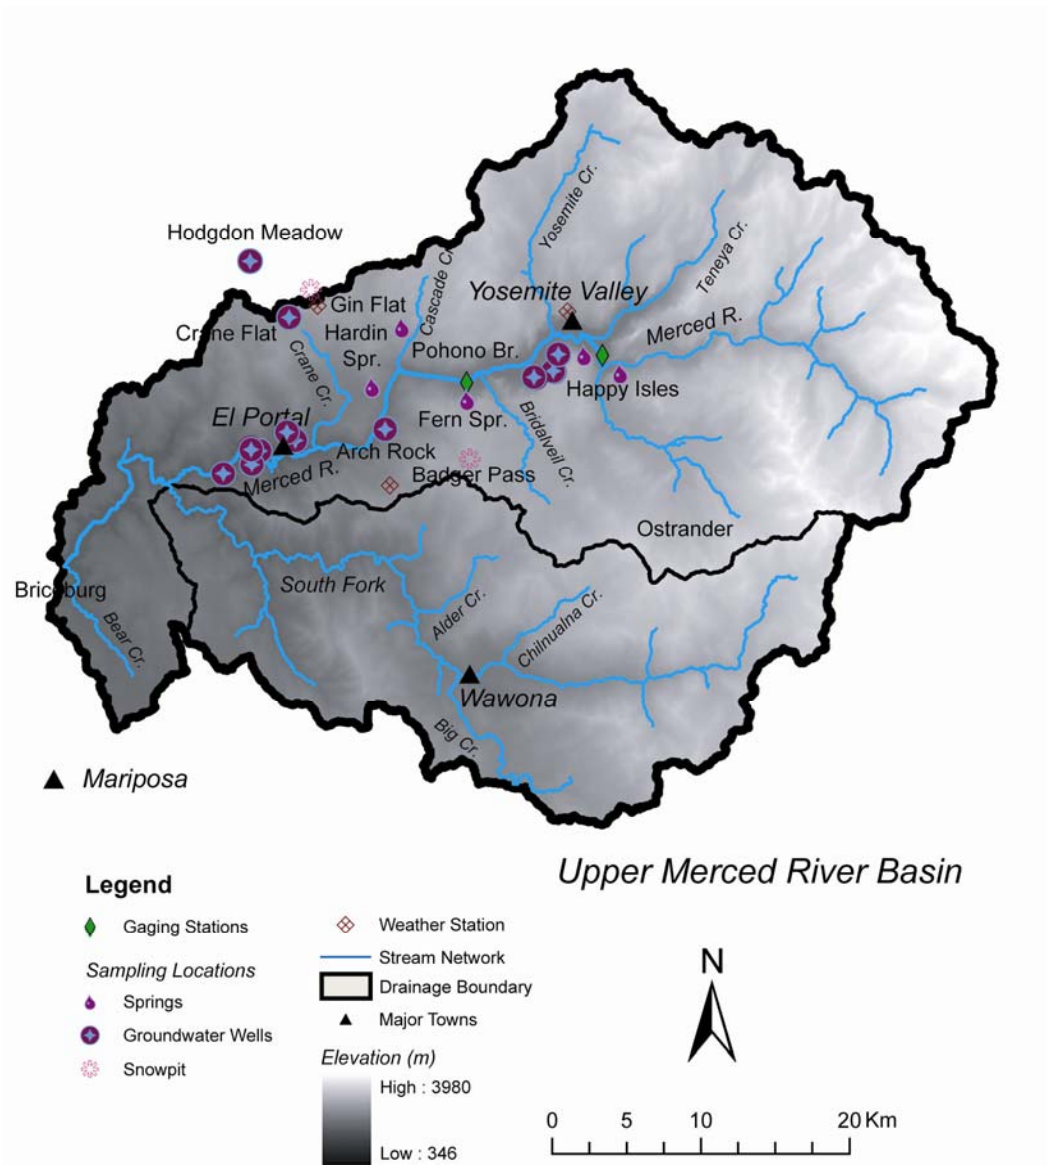 Hodgdon Meadow
Yosemite Cr.
Teneya Cr.
Cascade Cr.
Gin Flat
Yosemite Valley
Crane Flat
Hardin
Spr.
Merced R.
Pohono Br.
Crane Cr.
Happy Isles
El Portal
Fern Spr.
Bridalveil Cr.
Arch Rock
Merced R.
Badger Pass
Ostrander
Briceburg
South Fork
Bear Cr.
Alder Cr.
Chilnualna Cr.
Wawona
Big Cr.
Mariposa
Upper Merced River Basin
Legend
Gaging Stations
Sampling Locations
Springs
Groundwater Wells
Snowpit
Weather Station
Stream Network
Drainage Boundary
Major Towns
Elevation (m)
High : 3980
Low : 346
N
0 5 10 20 Km